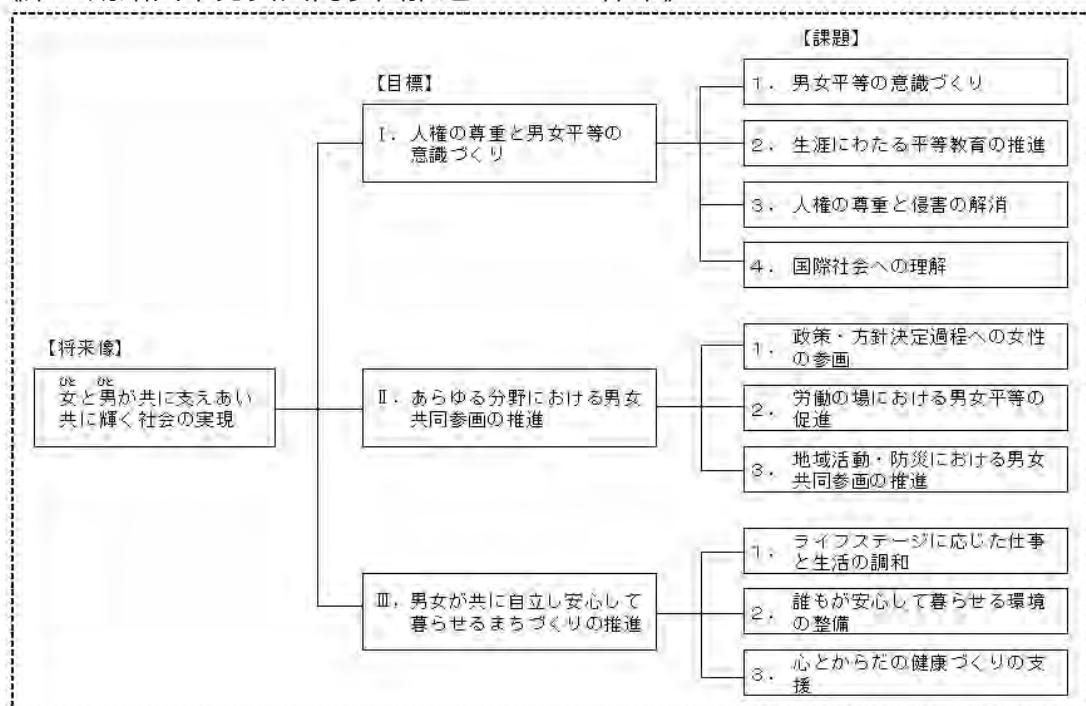 【将来像】
ひと ひと
女と男が共に支えあい
共に輝く社会の実現
【目標】
Ⅰ．人権の尊重と男女平等の
意識づくり
Ⅱ．あらゆる分野における男女
共同参画の推進
Ⅲ．男女が共に自立し安心して
暮らせるまちづくりの推進
【課題】
１．男女平等の意識づくり
２．生涯にわたる平等教育の推進
３．人権の尊重と侵害の解消
４．国際社会への理解
１．政策・方針決定過程への女性
の参画
２．労働の場における男女平等の
促進
３．地域活動・防災における男女
共同参画の推進
１．ライフステージに応じた仕事
と生活の調和
２．誰もが安心して暮らせる環境
の整備
３．心とからだの健康づくりの支
援